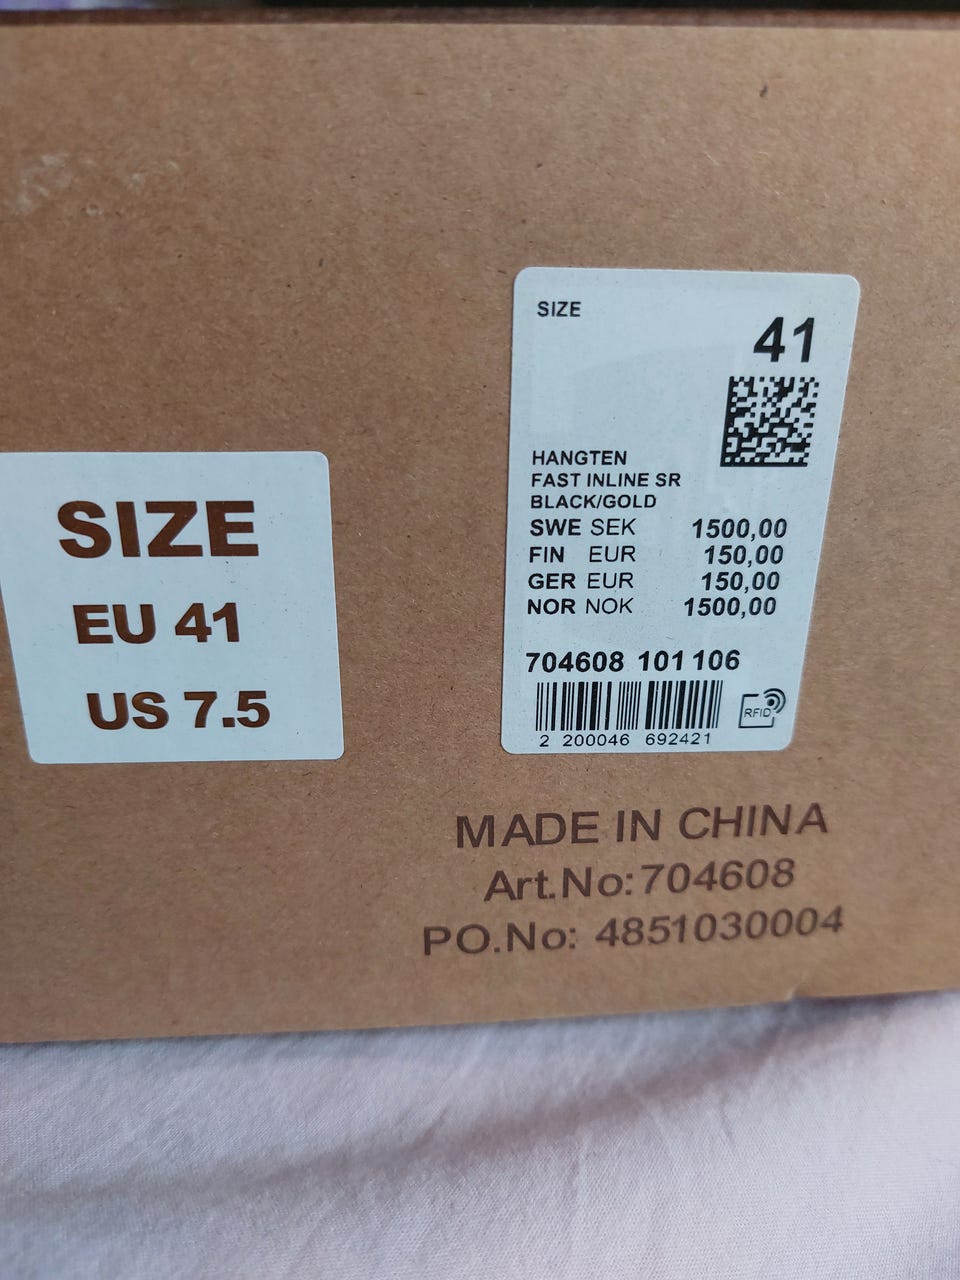 SIZE
EU 41
US 7.5
SIZE
41
HANGTEN
FAST INLINE SR
BLACK/GOLD
SWE SEK 1500,00
FIN EUR 150,00
GER EUR 150,00
NOR NOK 1500,00
704608 101 106
RFID
2 200046 692421
MADE IN CHINA
Art.No:704608
PO.No: 4851030004